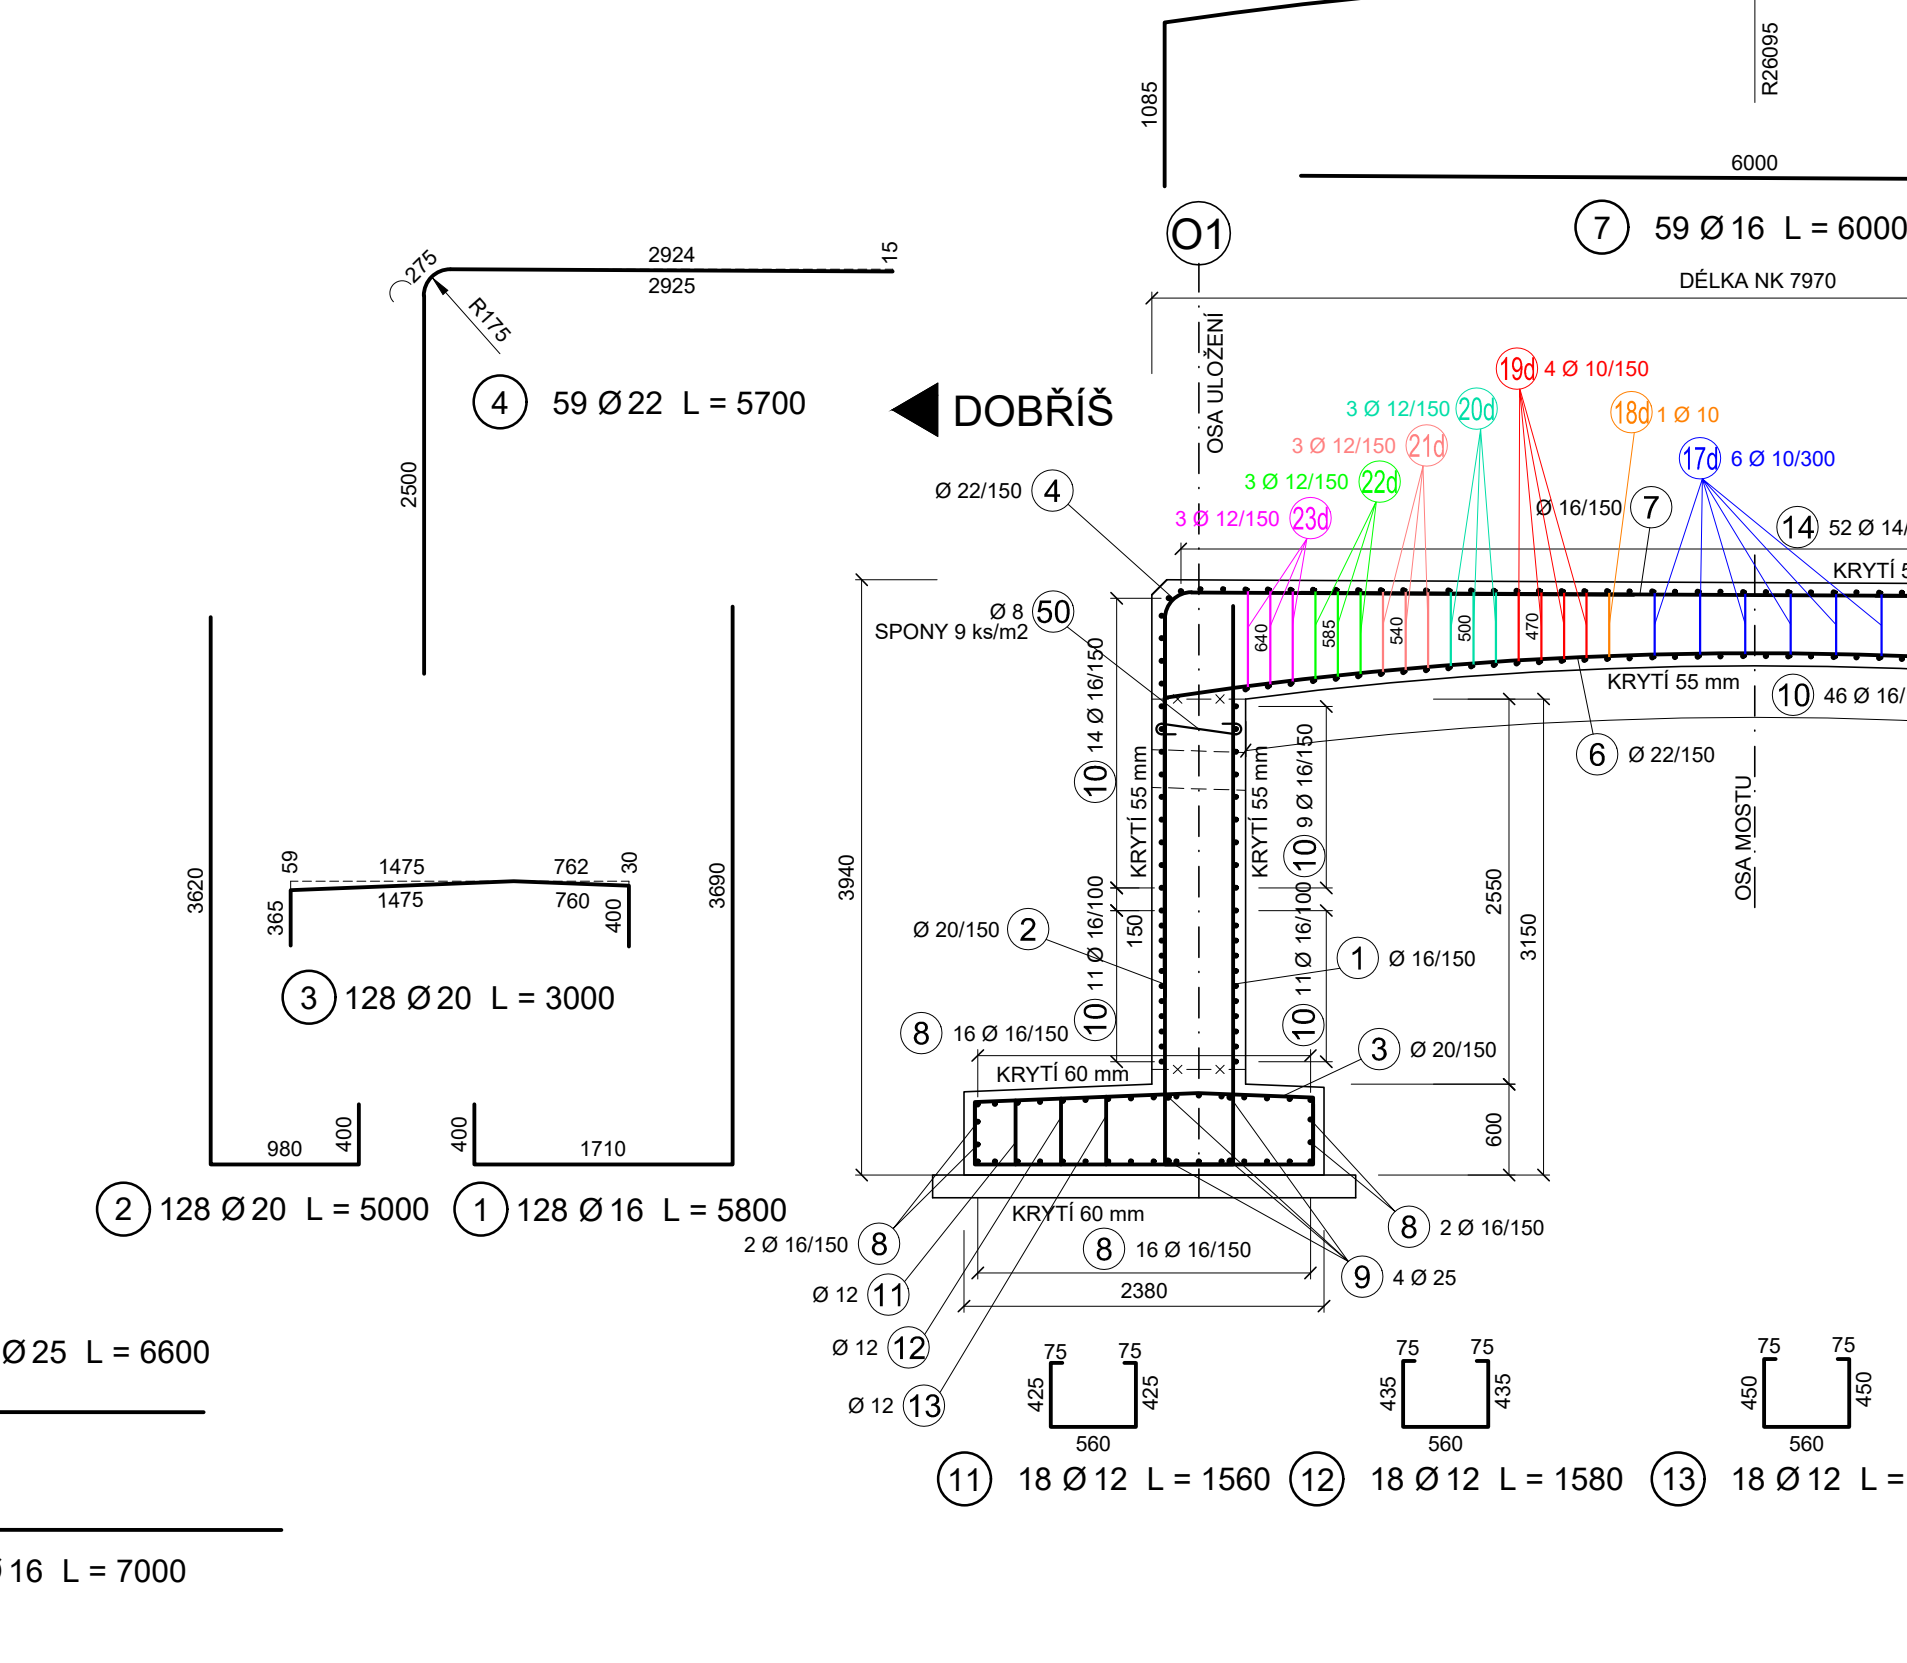 1085
R26095
6000
7 59 Ø 16 L = 6000
O1
DÉLKA NK 7970
OSA ULOŽENÍ
275
2924
15
2925
R175
2500
4 59 Ø 22 L = 5700
DOBŘÍŠ
19d 4 Ø 10/150
3 Ø 12/150 20d
18d 1 Ø 10
3 Ø 12/150 21d
17d 6 Ø 10/300
3 Ø 12/150 22d
Ø 22/150 4
3 Ø 12/150 23d
Ø 16/150 7
14 52 Ø 14/
KRYTÍ 5
Ø 8 50
SPONY 9 ks/m2
640
585
540
500
470
KRYTÍ 55 mm
10 46 Ø 16/
6 Ø 22/150
OSA MOSTU
10 14 Ø 16/150
KRYTÍ 55 mm
KRYTÍ 55 mm
10 9 Ø 16/150
3940
2550
3150
600
3620
59
1475
762
30
1475
760
365
400
3 128 Ø 20 L = 3000
3690
Ø 20/150 2
10 11 Ø 16/100
150
10 11 Ø 16/100
1 Ø 16/150
8 16 Ø 16/150
3 Ø 20/150
KRYTÍ 60 mm
980
400
400
1710
2 128 Ø 20 L = 5000
1 128 Ø 16 L = 5800
KRYTÍ 60 mm
2 Ø 16/150 8
8 16 Ø 16/150
8 2 Ø 16/150
9 4 Ø 25
2380
Ø 12 11
Ø 12 12
Ø 12 13
Ø 25 L = 6600
75 75
425 425
560
11 18 Ø 12 L = 1560
75 75
435 435
560
12 18 Ø 12 L = 1580
75 75
450 450
560
13 18 Ø 12 L =
Ø 16 L = 7000